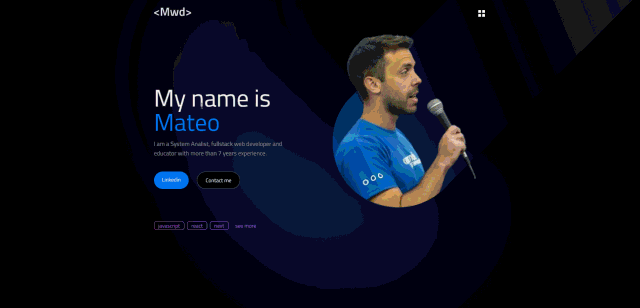 <Mwd>
My name is
Mateo
I am a System Analist, fullstack web developer and
educator with more than 7 years experience.
Linkedin
Contact me
javascript react next see more